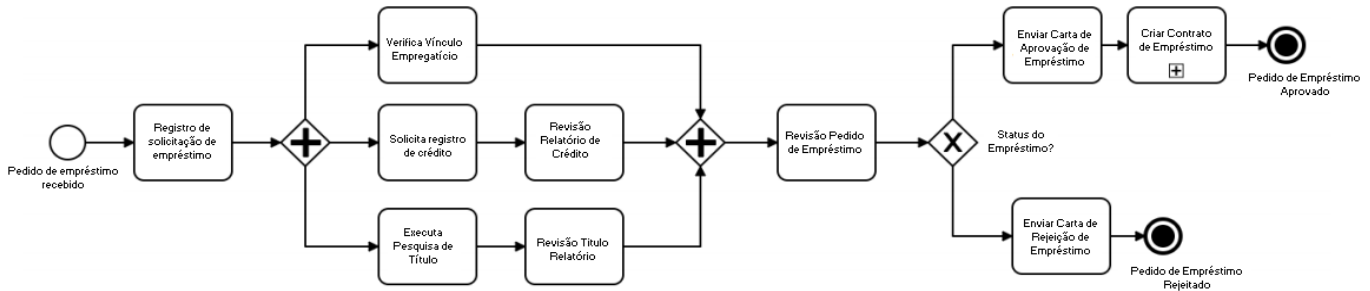 Pedido de empréstimo
recebido
Registro de
solicitação de
empréstimo
Verifica Vínculo
Empregatício
Solicita registro
de crédito
Revisão
Relatório de
Crédito
Executa
Pesquisa de
Título
Revisão Titulo
Relatório
Revisão Pedido
de Empréstimo
Status do
Empréstimo?
Enviar Carta de
Aprovação de
Empréstimo
Criar Contrato
de Empréstimo
Pedido de Empréstimo
Aprovado
Enviar Carta de
Rejeição de
Empréstimo
Pedido de Empréstimo
Rejeitado